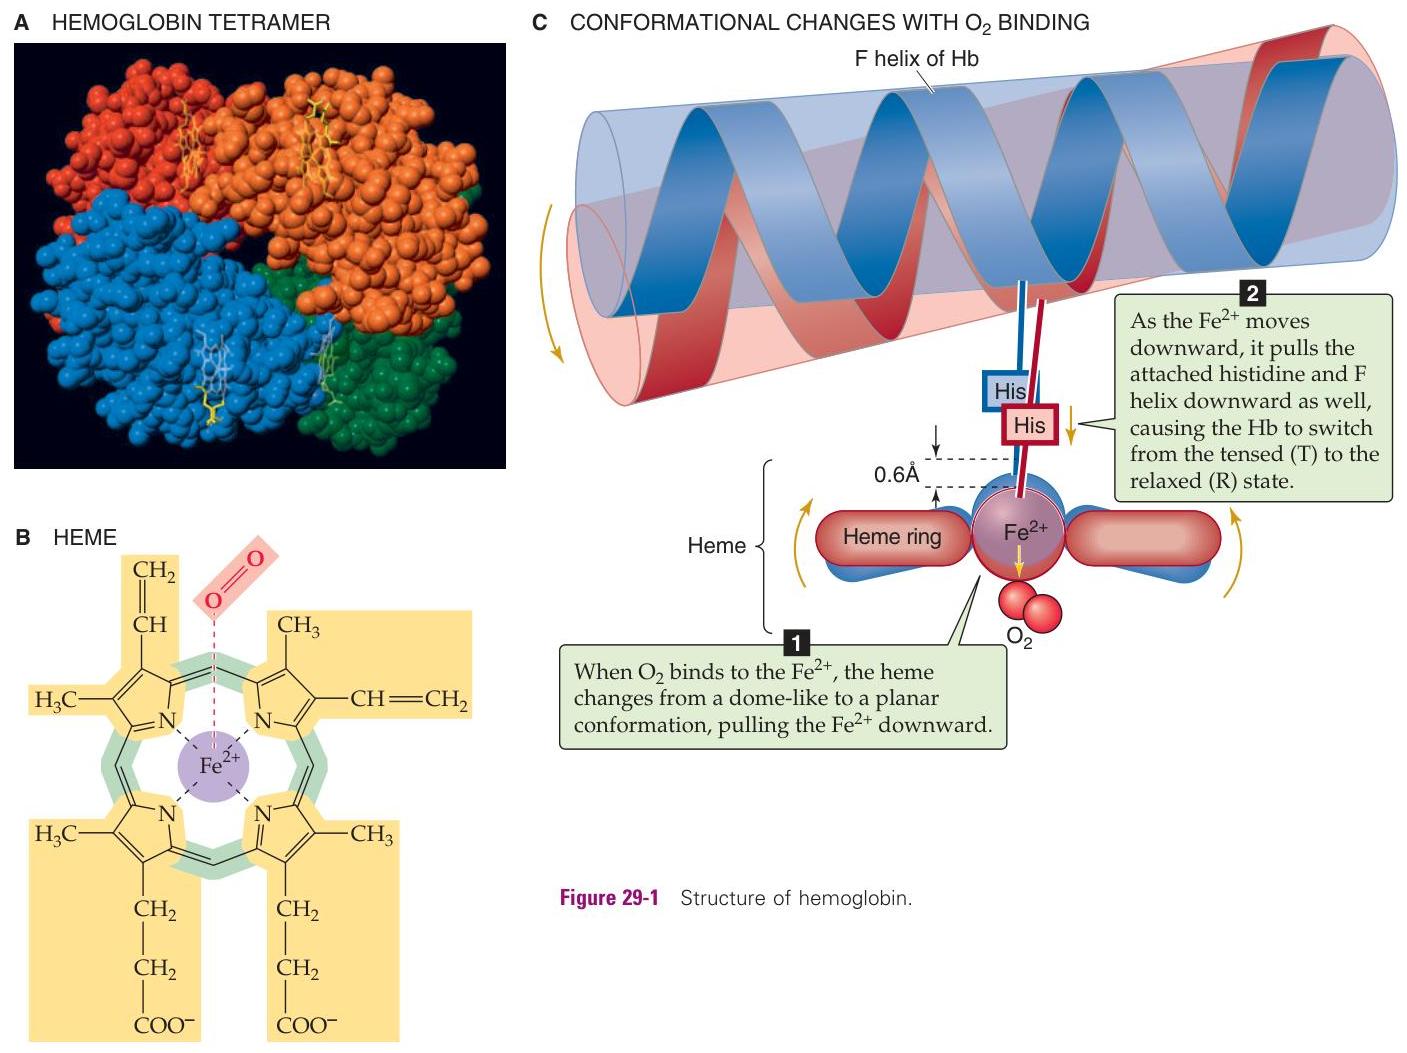 A HEMOGLOBIN TETRAMER
B HEME
CH₂
CH
O
O
CH₃
H₃C
CH=CH₂
N
N
Fe²⁺
N
N
H₃C
CH₃
CH₂
CH₂
CH₂
CH₂
COO⁻
COO⁻
C CONFORMATIONAL CHANGES WITH O₂ BINDING
F helix of Hb
His
His
0.6Å
Heme
Heme ring
Fe²⁺
O₂
2
As the Fe²⁺ moves
downward, it pulls the
attached histidine and F
helix downward as well,
causing the Hb to switch
from the tensed (T) to the
relaxed (R) state.
1
When O₂ binds to the Fe²⁺, the heme
changes from a dome-like to a planar
conformation, pulling the Fe²⁺ downward.
Figure 29-1 Structure of hemoglobin.